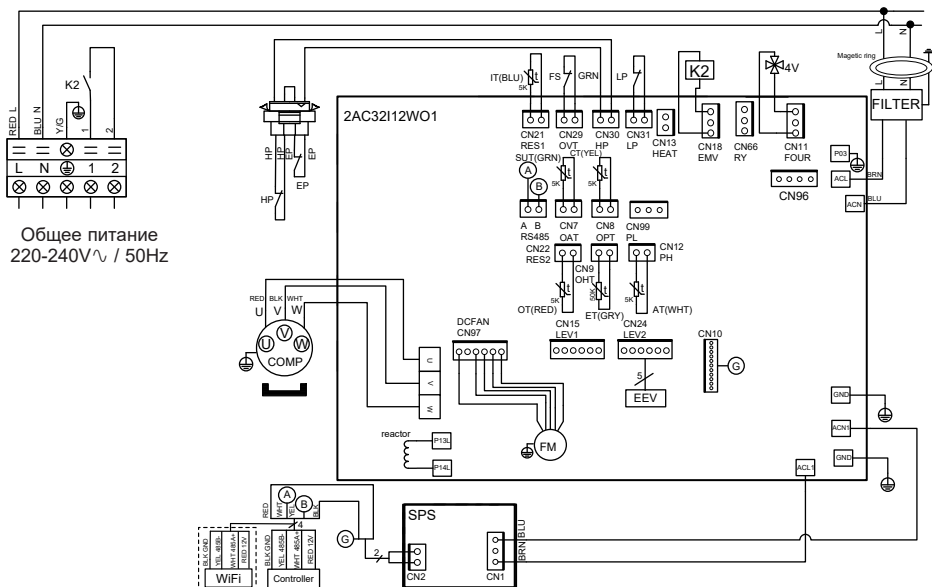 RED L
BLU N
Y/G
K2
1
2
L N 1 2
Общее питание
220-240V∿ / 50Hz
HP
HP
EP
EP
HP
EP
2AC32I12WO1
IT(BLU)
5K
t
FS
GRN
LP
K2
4V
L
N
Magetic ring
L
N
FILTER
CN21
RES1
CN29
OVT
CN30
HP
CN31
LP
CN13
HEAT
CN18
EMV
CN66
RY
CN11
FOUR
P03
ACL
BRN
ACN
BLU
CN96
SUT(GRN)
CT(YEL)
A
B
5K
t
5K
t
A B
RS485
CN7
OAT
CN8
OPT
CN99
PL
CN22
RES2
CN9
OHT
CN12
PH
5K
t
50K
t
5K
t
OT(RED)
ET(GRY)
AT(WHT)
RED BLK WHT
U V W
U V W
COMP
U
V
W
DCFAN
CN97
CN15
LEV1
CN24
LEV2
5
EEV
CN10
G
FM
reactor
P13L
P14L
GND
ACN1
GND
ACL1
RED
WHT
A
YEL
B
BLK
4
G
2
SPS
CN2
CN1
BRN BLU
BLK GND
YEL 485B-
WHT 485A+
RED 12V
WiFi
BLK GND
YEL 485B-
WHT 485A+
RED 12V
Controller